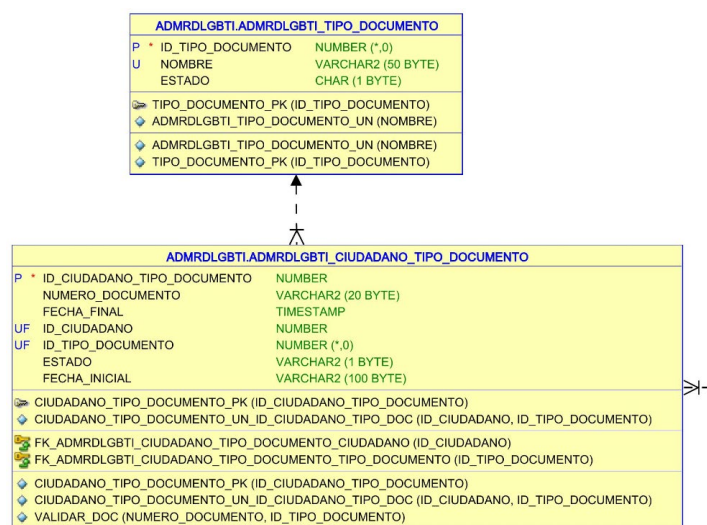 ADMRDLGBTI.ADMRDLGBTI_TIPO_DOCUMENTO
P * ID_TIPO_DOCUMENTO NUMBER (*,0)
U NOMBRE VARCHAR2 (50 BYTE)
ESTADO CHAR (1 BYTE)
TIPO_DOCUMENTO_PK (ID_TIPO_DOCUMENTO)
ADMRDLGBTI_TIPO_DOCUMENTO_UN (NOMBRE)
ADMRDLGBTI_TIPO_DOCUMENTO_UN (NOMBRE)
TIPO_DOCUMENTO_PK (ID_TIPO_DOCUMENTO)
ADMRDLGBTI.ADMRDLGBTI_CIUDADANO_TIPO_DOCUMENTO
P * ID_CIUDADANO_TIPO_DOCUMENTO NUMBER
NUMERO_DOCUMENTO VARCHAR2 (20 BYTE)
FECHA_FINAL TIMESTAMP
UF ID_CIUDADANO NUMBER
UF ID_TIPO_DOCUMENTO NUMBER (*,0)
ESTADO VARCHAR2 (1 BYTE)
FECHA_INICIAL VARCHAR2 (100 BYTE)
CIUDADANO_TIPO_DOCUMENTO_PK (ID_CIUDADANO_TIPO_DOCUMENTO)
CIUDADANO_TIPO_DOCUMENTO_UN_ID_CIUDADANO_TIPO_DOC (ID_CIUDADANO, ID_TIPO_DOCUMENTO)
FK_ADMRDLGBTI_CIUDADANO_TIPO_DOCUMENTO_CIUDADANO (ID_CIUDADANO)
FK_ADMRDLGBTI_CIUDADANO_TIPO_DOCUMENTO_TIPO_DOCUMENTO (ID_TIPO_DOCUMENTO)
CIUDADANO_TIPO_DOCUMENTO_PK (ID_CIUDADANO_TIPO_DOCUMENTO)
CIUDADANO_TIPO_DOCUMENTO_UN_ID_CIUDADANO_TIPO_DOC (ID_CIUDADANO, ID_TIPO_DOCUMENTO)
VALIDAR_DOC (NUMERO_DOCUMENTO, ID_TIPO_DOCUMENTO)